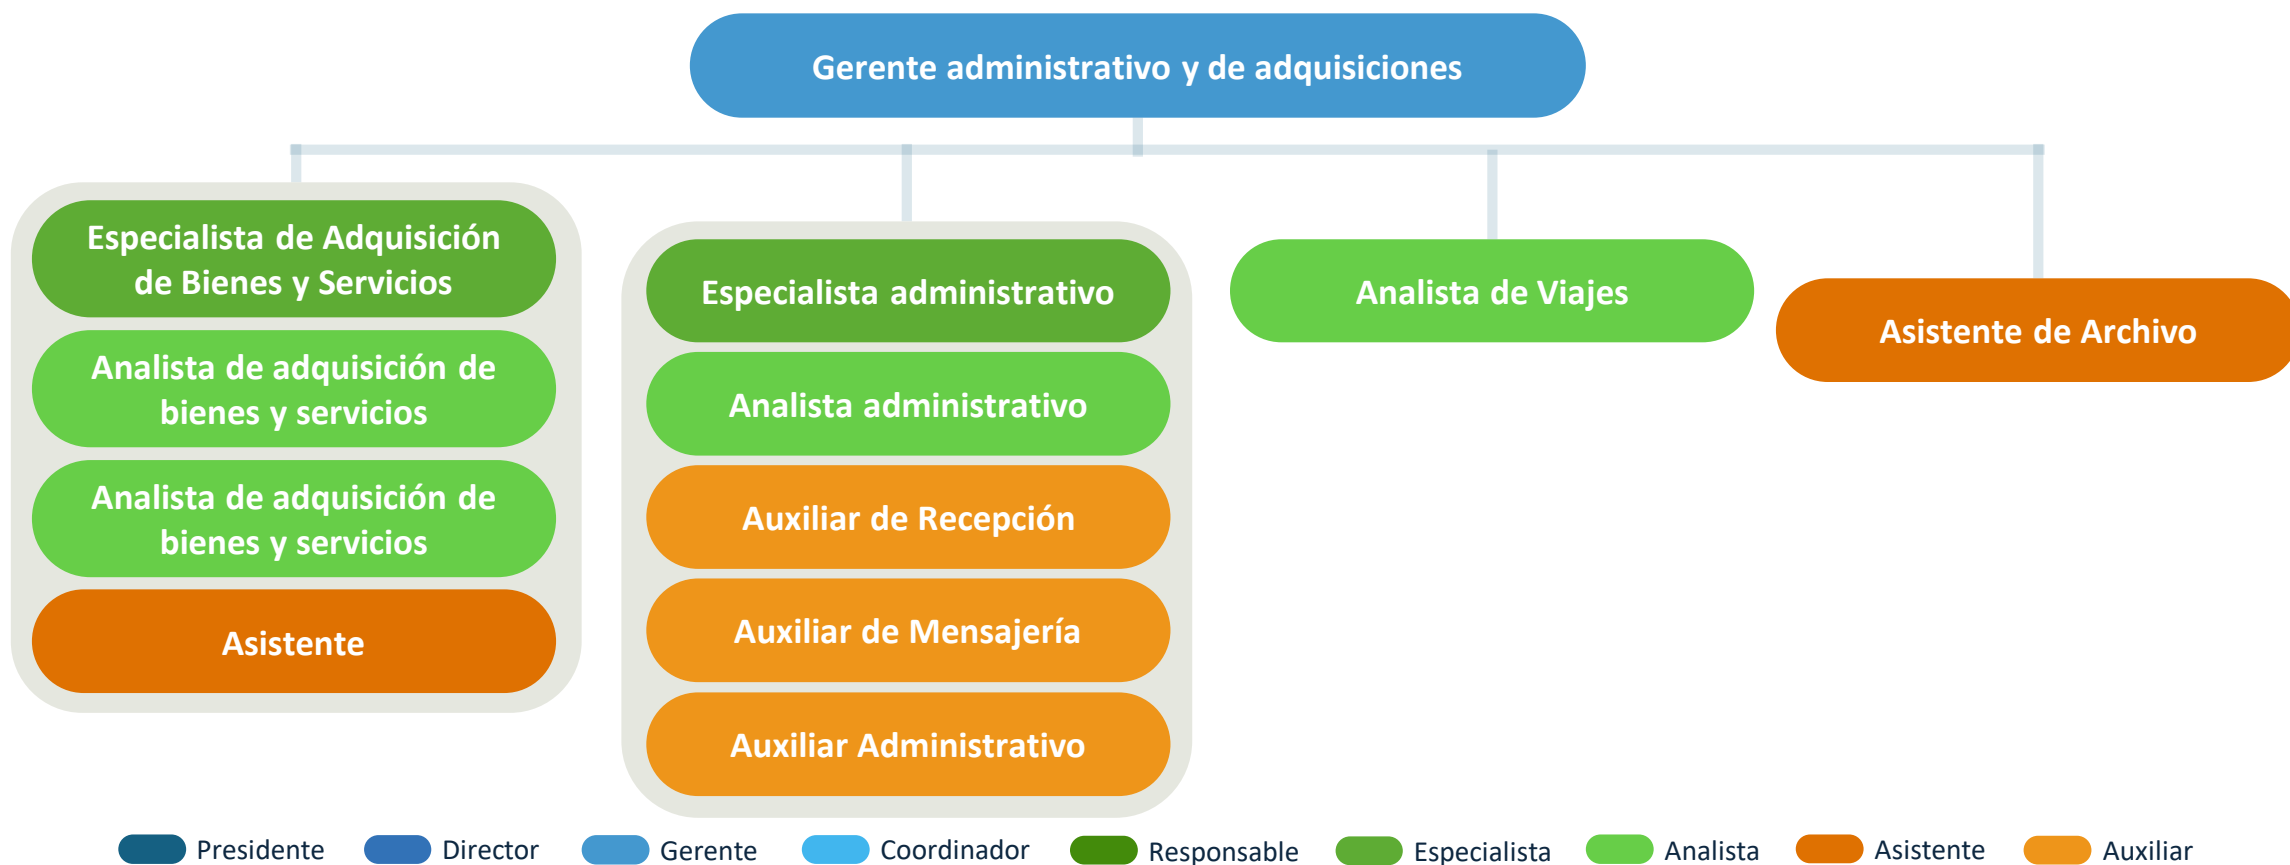 Gerente administrativo y de adquisiciones
Especialista de Adquisición
de Bienes y Servicios
Analista de adquisición de
bienes y servicios
Analista de adquisición de
bienes y servicios
Asistente
Especialista administrativo
Analista administrativo
Auxiliar de Recepción
Auxiliar de Mensajería
Auxiliar Administrativo
Analista de Viajes
Asistente de Archivo
Presidente
Director
Gerente
Coordinador
Responsable
Especialista
Analista
Asistente
Auxiliar